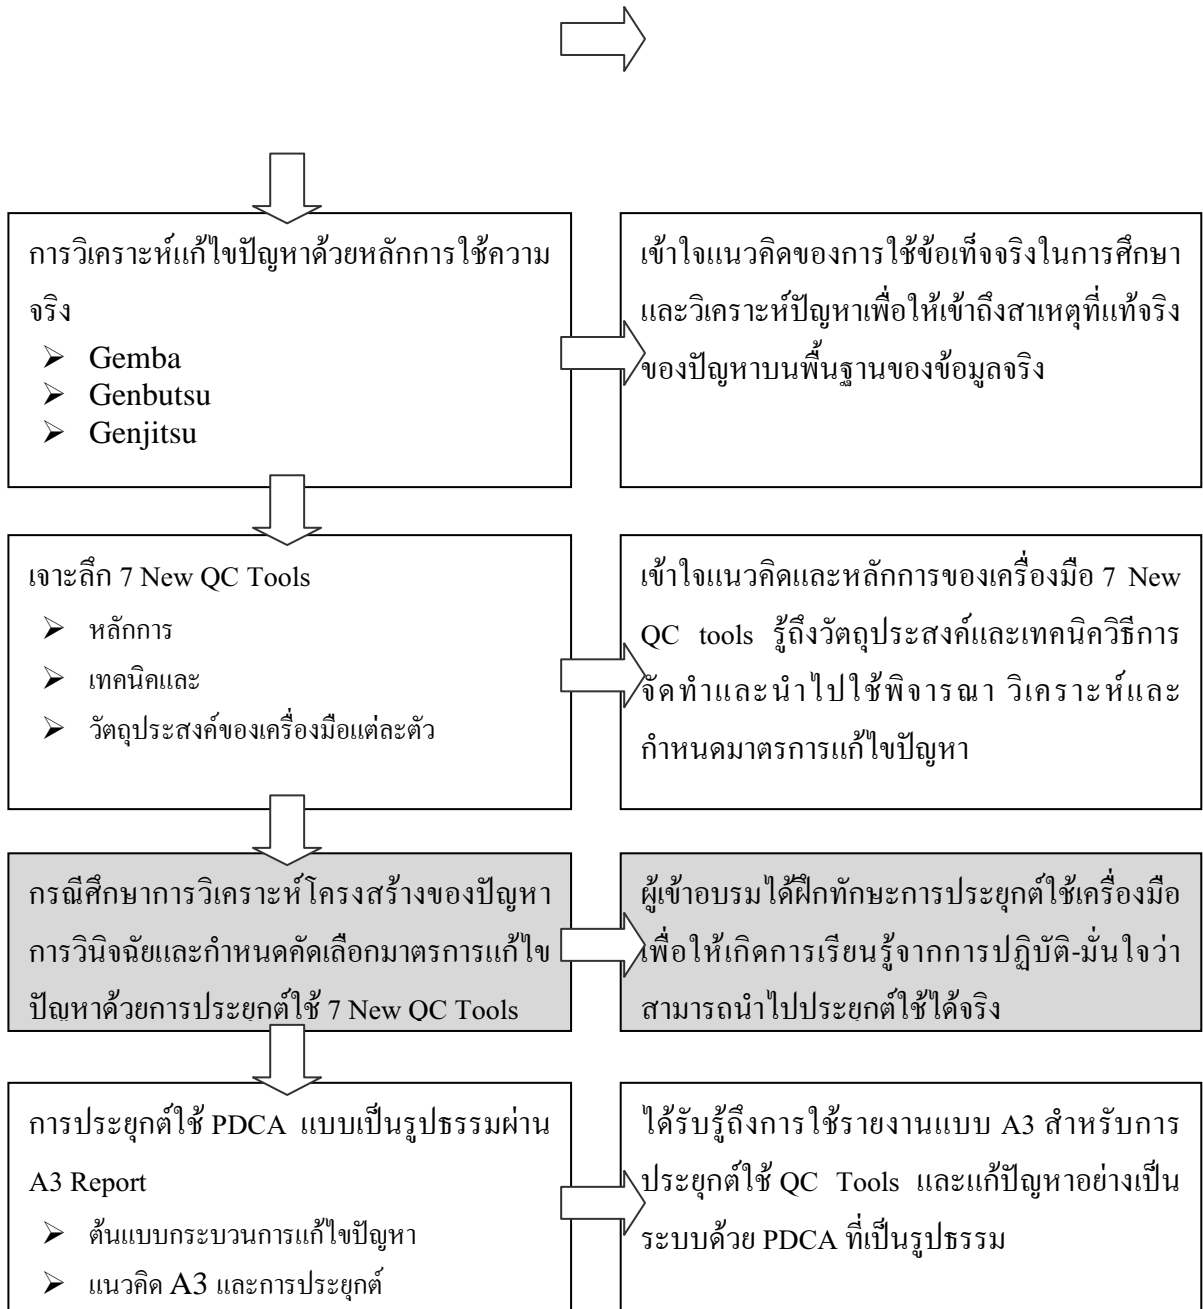 การวิเคราะห์แก้ไขปัญหาด้วยหลักการใช้ความ
จริง
➢ Gemba
➢ Genbutsu
➢ Genjitsu
เข้าใจแนวคิดของการใช้ข้อเท็จจริงในการศึกษา
และวิเคราะห์ปัญหาเพื่อให้เข้าถึงสาเหตุที่แท้จริง
ของปัญหาบนพื้นฐานของข้อมูลจริง
เจาะลึก 7 New QC Tools
➢ หลักการ
➢ เทคนิคและ
➢ วัตถุประสงค์ของเครื่องมือแต่ละตัว
เข้าใจแนวคิดและหลักการของเครื่องมือ 7 New
QC tools รู้ถึงวัตถุประสงค์และเทคนิควิธีการ
จัดทำและนำไปใช้พิจารณา วิเคราะห์และ
กำหนดมาตรการแก้ไขปัญหา
กรณีศึกษาการวิเคราะห์โครงสร้างของปัญหา
การวินิจฉัยและกำหนดคัดเลือกมาตรการแก้ไข
ปัญหาด้วยการประยุกต์ใช้ 7 New QC Tools
ผู้เข้าอบรมได้ฝึกทักษะการประยุกต์ใช้เครื่องมือ
เพื่อให้เกิดการเรียนรู้จากการปฏิบัติ-มั่นใจว่า
สามารถนำไปประยุกต์ใช้ได้จริง
การประยุกต์ใช้ PDCA แบบเป็นรูปธรรมผ่าน
A3 Report
➢ ต้นแบบกระบวนการแก้ไขปัญหา
➢ แนวคิด A3 และการประยุกต์
ได้รับรู้ถึงการใช้รายงานแบบ A3 สำหรับการ
ประยุกต์ใช้ QC Tools และแก้ปัญหาอย่างเป็น
ระบบด้วย PDCA ที่เป็นรูปธรรม